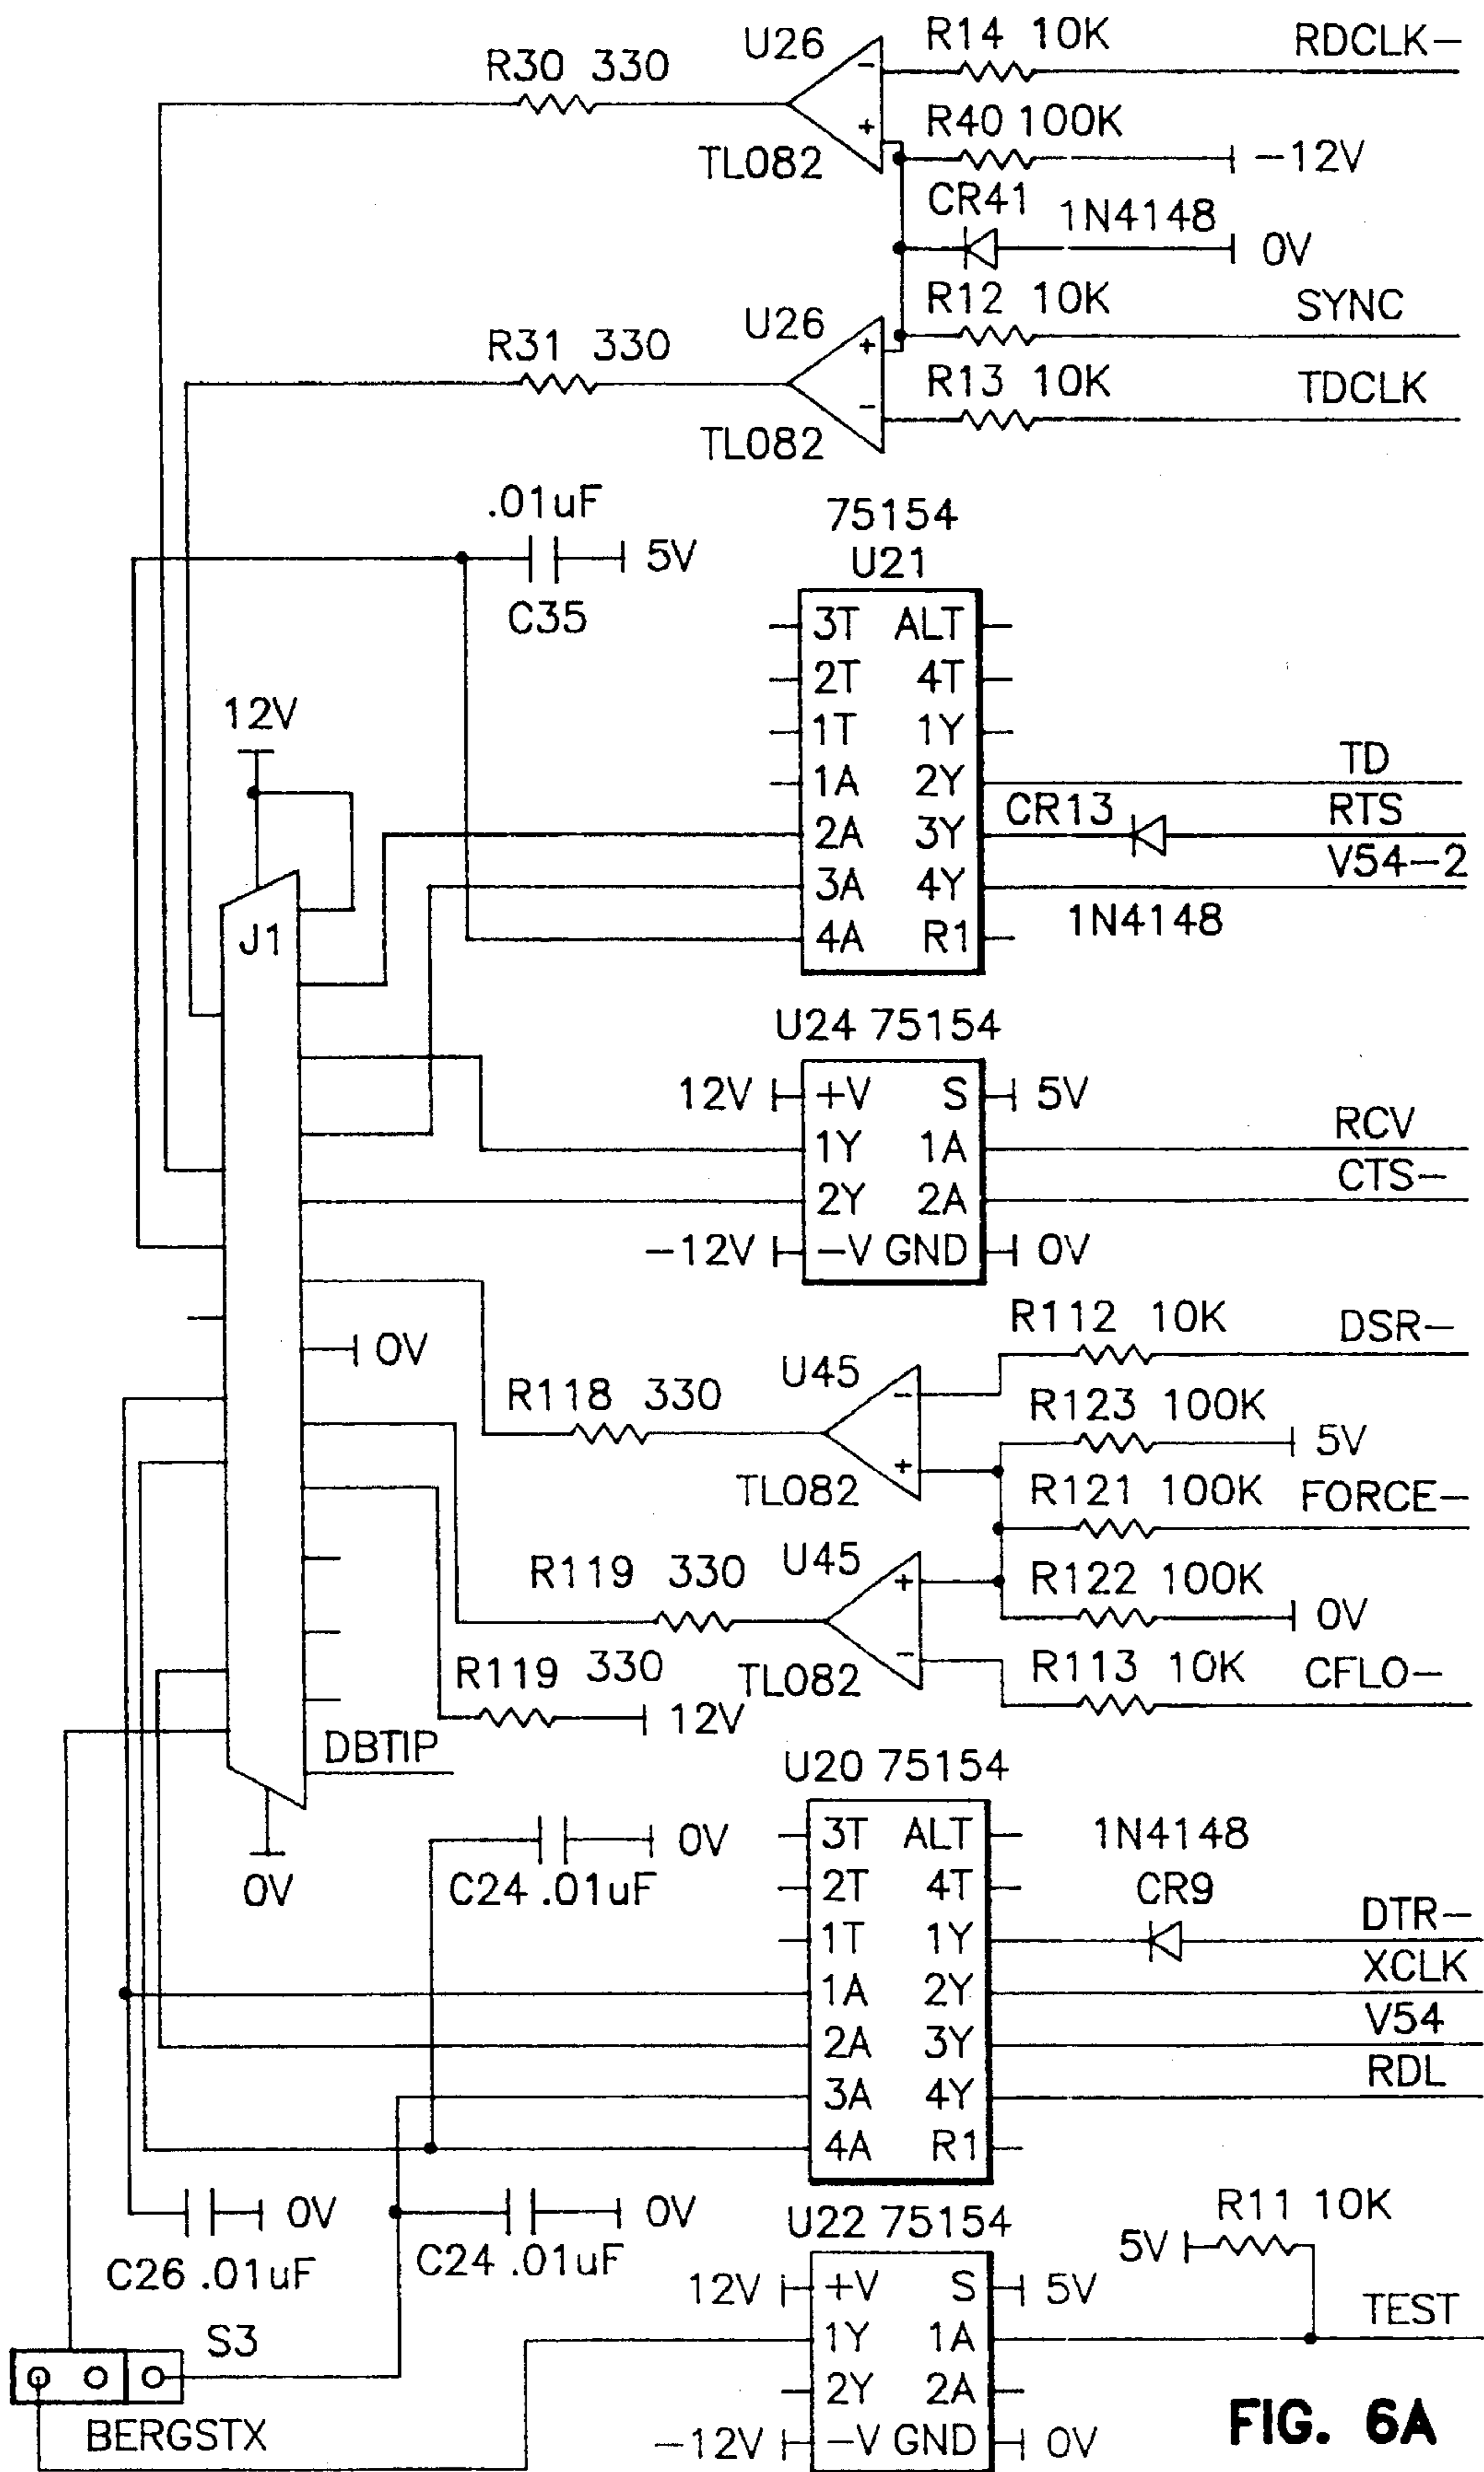 U26 R14 10K RDCLK-
R30 330
-
+
R40 100K
TL082 -12V
CR41 1N4148
0V
R12 10K SYNC
U26
R31 330 +
R13 10K TDCLK
-
TL082
.01uF 75154
5V U21
C35
3T ALT
2T 4T
12V
1T 1Y
1A 2Y TD
CR13 RTS
2A 3Y
V54-2
3A 4Y
1N4148
J1 4A R1
U24 75154
12V +V S 5V
RCV
1Y 1A
CTS-
2Y 2A
-12V -V GND 0V
R112 10K DSR-
0V
U45
R118 330 -
R123 100K
5V
+
TL082 R121 100K FORCE-
U45
R119 330 +
R122 100K
0V
-
R119 330 TL082 R113 10K CFLO-
12V
DBTIP
U20 75154
3T ALT 1N4148
0V
0V C24 .01uF
2T 4T CR9
DTR-
1T 1Y
XCLK
1A 2Y
V54
2A 3Y
RDL
3A 4Y
4A R1
0V 0V
U22 75154 R11 10K
C26 .01uF C24 .01uF
5V
12V +V S 5V
TEST
S3 1Y 1A
2Y 2A
BERGSTX
-12V -V GND 0V
FIG. 6A